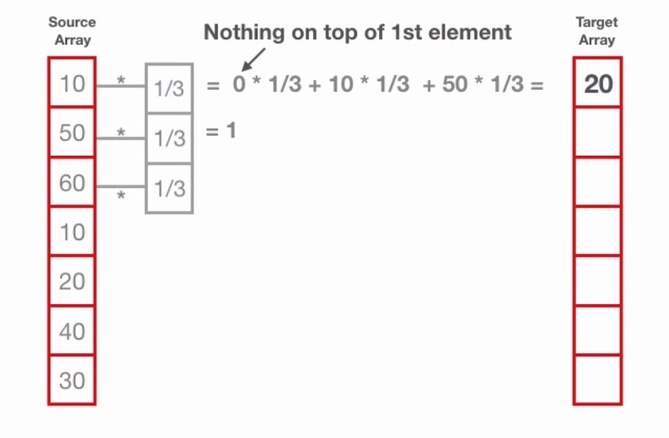 Source
Array
Nothing on top of 1st element
Target
Array
10 * 1/3 = 0 * 1/3 + 10 * 1/3 + 50 * 1/3 = 20
50 * 1/3 = 1
60 * 1/3
10
20
40
30